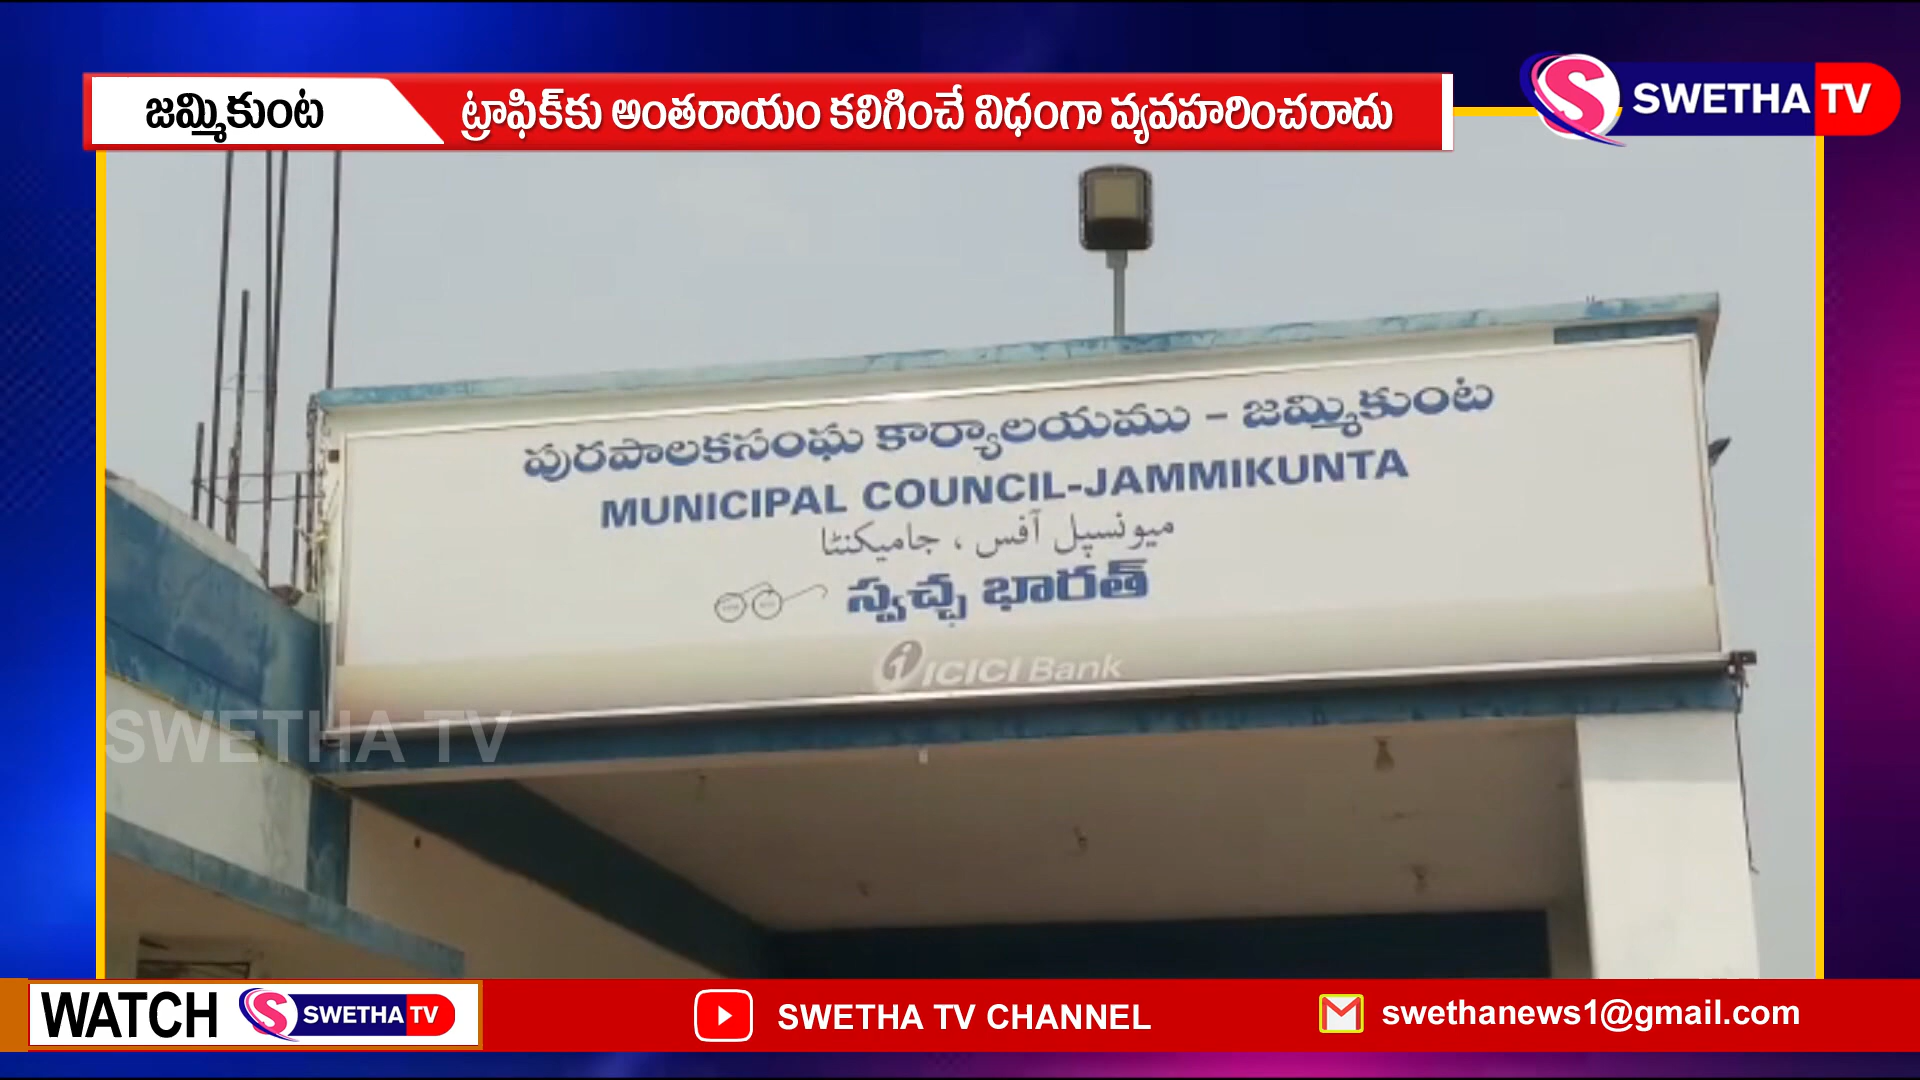 జమ్మికుంట
ట్రాఫిక్‌కు అంతరాయం కలిగించే విధంగా వ్యవహరించరాదు
S SWETHA TV
పురపాలకసంఘ కార్యాలయము - జమ్మికుంట
MUNICIPAL COUNCIL-JAMMIKUNTA
میونسپل آفس ، جامیکنٹا
స్వచ్ఛ భారత్
ICICI Bank
SWETHA TV
WATCH S SWETHA TV
SWETHA TV CHANNEL
swethanews1@gmail.com